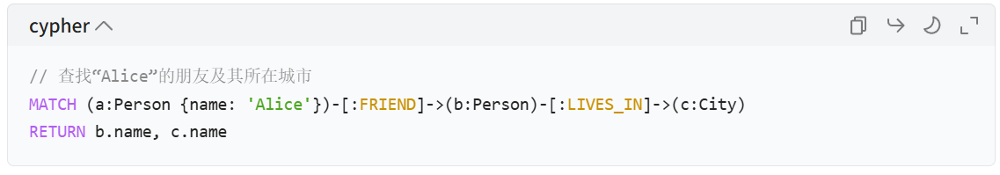 cypher
// 查找“Alice”的朋友及其所在城市
MATCH (a:Person {name: 'Alice'})-[:FRIEND]->(b:Person)-[:LIVES_IN]->(c:City)
RETURN b.name, c.name